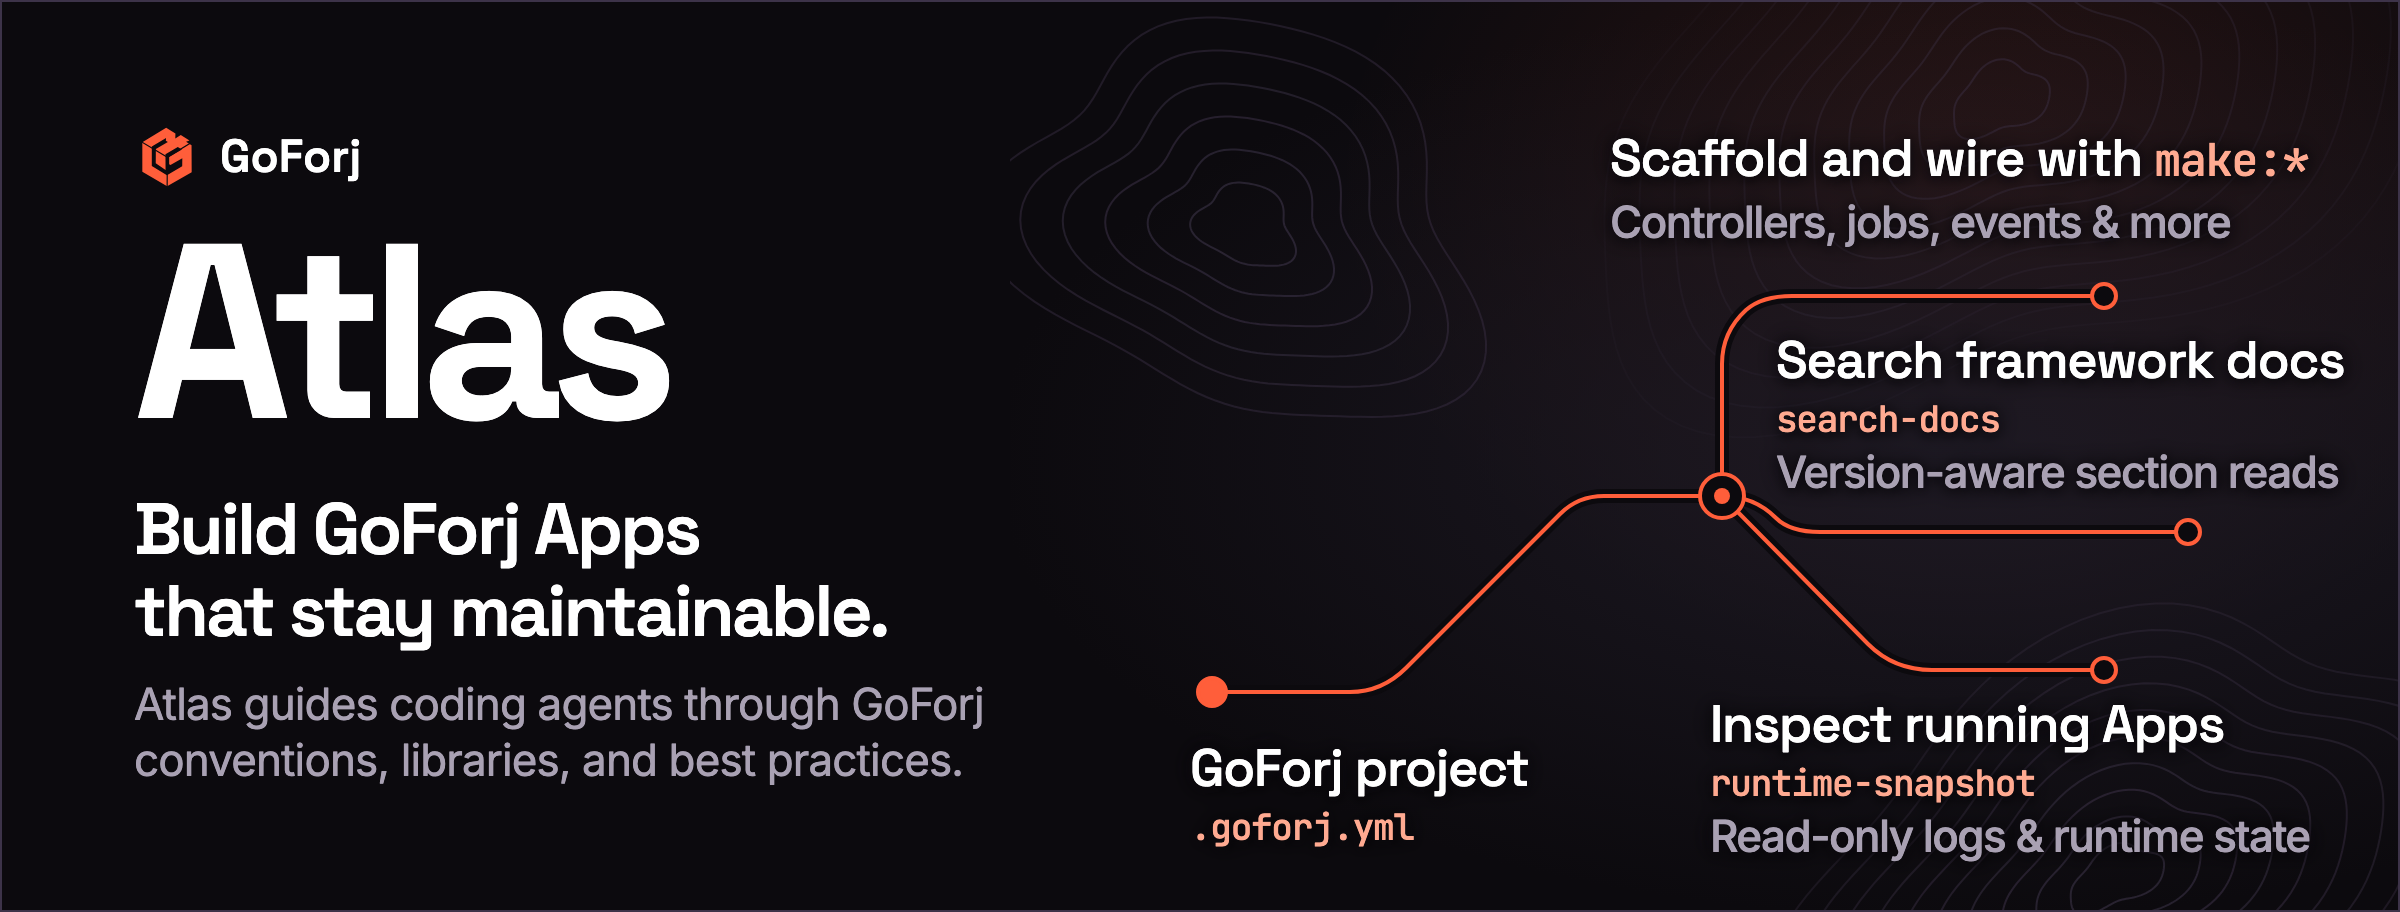 GoForj
Atlas
Build GoForj Apps
that stay maintainable.
Atlas guides coding agents through GoForj
conventions, libraries, and best practices.
Scaffold and wire with make:*
Controllers, jobs, events & more
Search framework docs
search-docs
Version-aware section reads
GoForj project
.goforj.yml
Inspect running Apps
runtime-snapshot
Read-only logs & runtime state